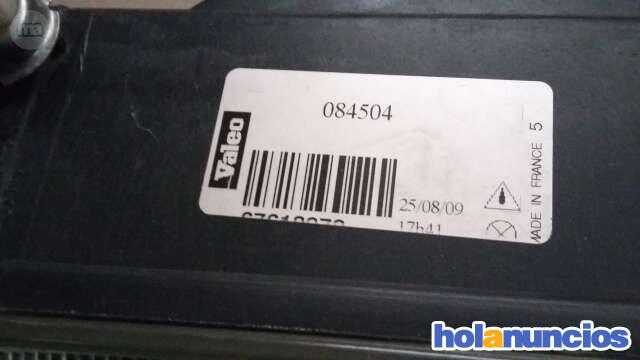 084504
Valeo
25/08/09
17h41
MADE IN FRANCE 5
holanuncios